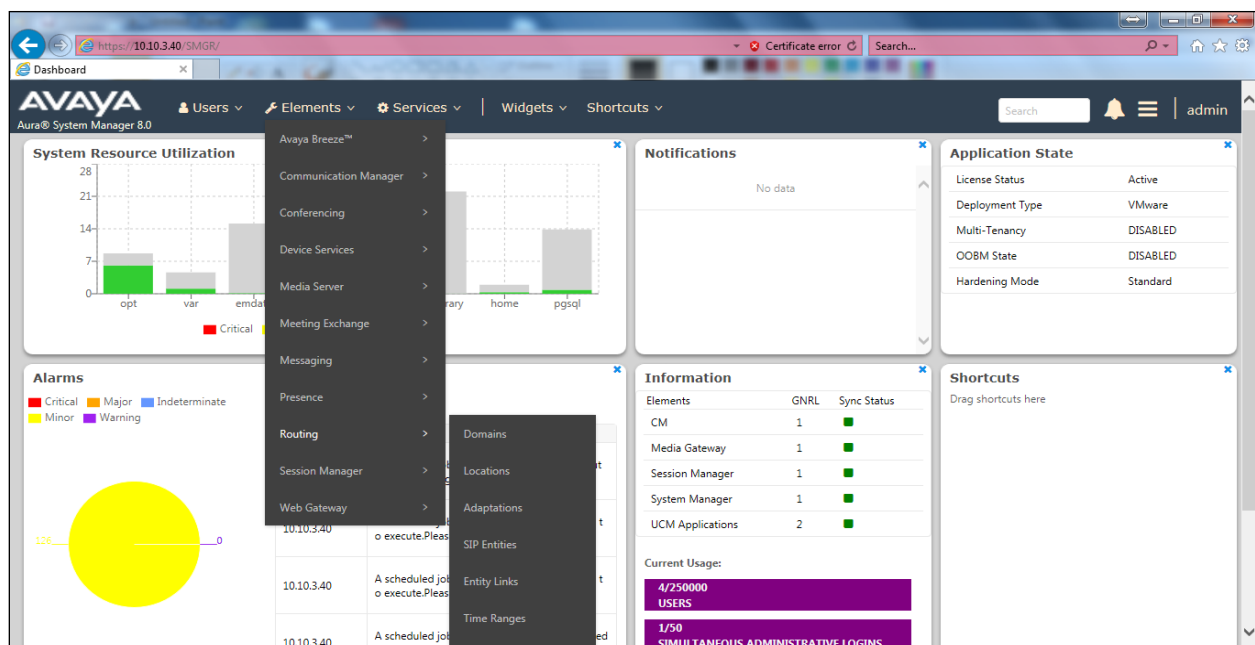 https://10.10.3.40/SMGR/
Certificate error
Search...
Dashboard
AVAYA
Aura® System Manager 8.0
Users
Elements
Services
Widgets
Shortcuts
Search
admin
System Resource Utilization
28
21
14
7
0
opt
var
home
pgsql
Critical
Avaya Breeze™
Communication Manager
Conferencing
Device Services
Media Server
Meeting Exchange
Messaging
Presence
Routing
Session Manager
Web Gateway
Domains
Locations
Adaptations
SIP Entities
Entity Links
Time Ranges
Notifications
No data
Application State
License Status Active
Deployment Type VMware
Multi-Tenancy DISABLED
OOBM State DISABLED
Hardening Mode Standard
Alarms
Critical Major Indeterminate
Minor Warning
126
0
10.10.3.40
o execute.Pleas
10.10.3.40
A scheduled job
t
o execute.Pleas
10.10.3.40
A scheduled job
ed
Information
Elements GNRL Sync Status
CM 1
Media Gateway 1
Session Manager 1
System Manager 1
UCM Applications 2
Current Usage:
4/250000
USERS
1/50
SIMULTANEOUS ADMINISTRATIVE LOGINS
Shortcuts
Drag shortcuts here